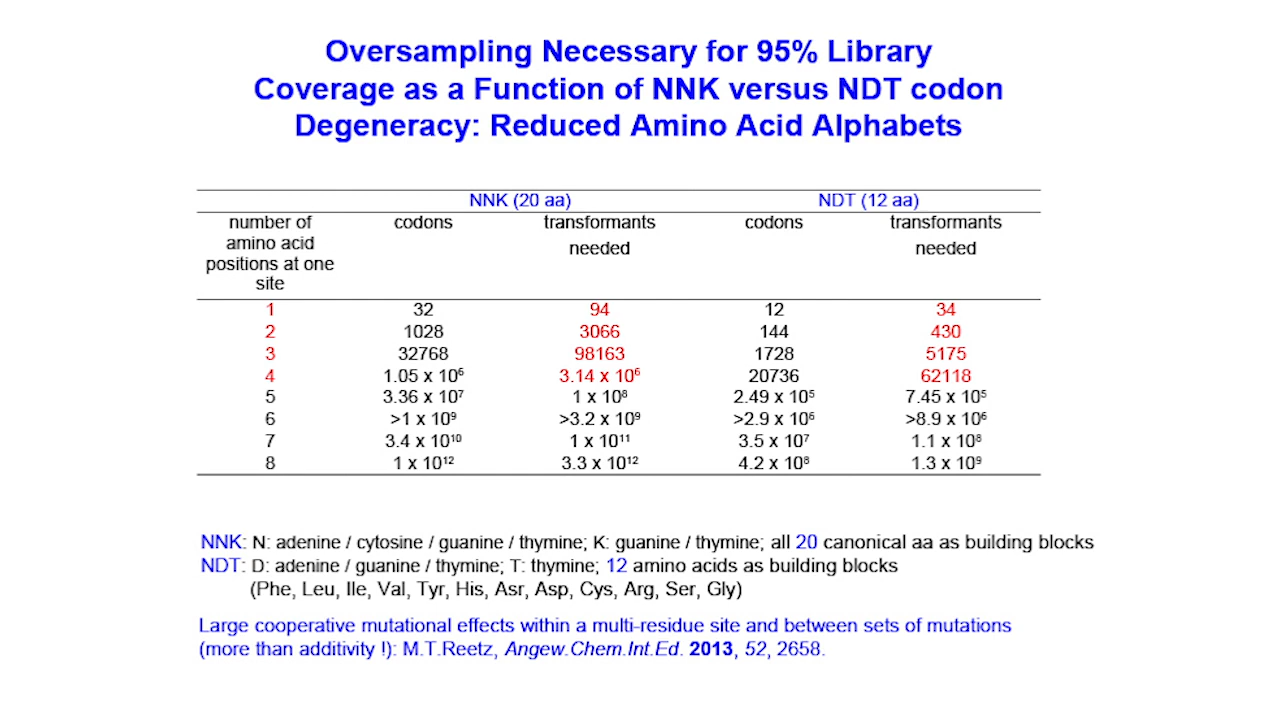 Oversampling Necessary for 95% Library
Coverage as a Function of NNK versus NDT codon
Degeneracy: Reduced Amino Acid Alphabets
NNK (20 aa) NDT (12 aa)
number of amino acid positions at one site codons transformants needed codons transformants needed
1 32 94 12 34
2 1028 3066 144 430
3 32768 98163 1728 5175
4 1.05 x 10⁶ 3.14 x 10⁶ 20736 62118
5 3.36 x 10⁷ 1 x 10⁸ 2.49 x 10⁵ 7.45 x 10⁵
6 >1 x 10⁹ >3.2 x 10⁹ >2.9 x 10⁶ >8.9 x 10⁶
7 3.4 x 10¹⁰ 1 x 10¹¹ 3.5 x 10⁷ 1.1 x 10⁸
8 1 x 10¹² 3.3 x 10¹² 4.2 x 10⁸ 1.3 x 10⁹
NNK: N: adenine / cytosine / guanine / thymine; K: guanine / thymine; all 20 canonical aa as building blocks
NDT: D: adenine / guanine / thymine; T: thymine; 12 amino acids as building blocks
(Phe, Leu, Ile, Val, Tyr, His, Asr, Asp, Cys, Arg, Ser, Gly)
Large cooperative mutational effects within a multi-residue site and between sets of mutations
(more than additivity !): M.T.Reetz, Angew.Chem.Int.Ed. 2013, 52, 2658.